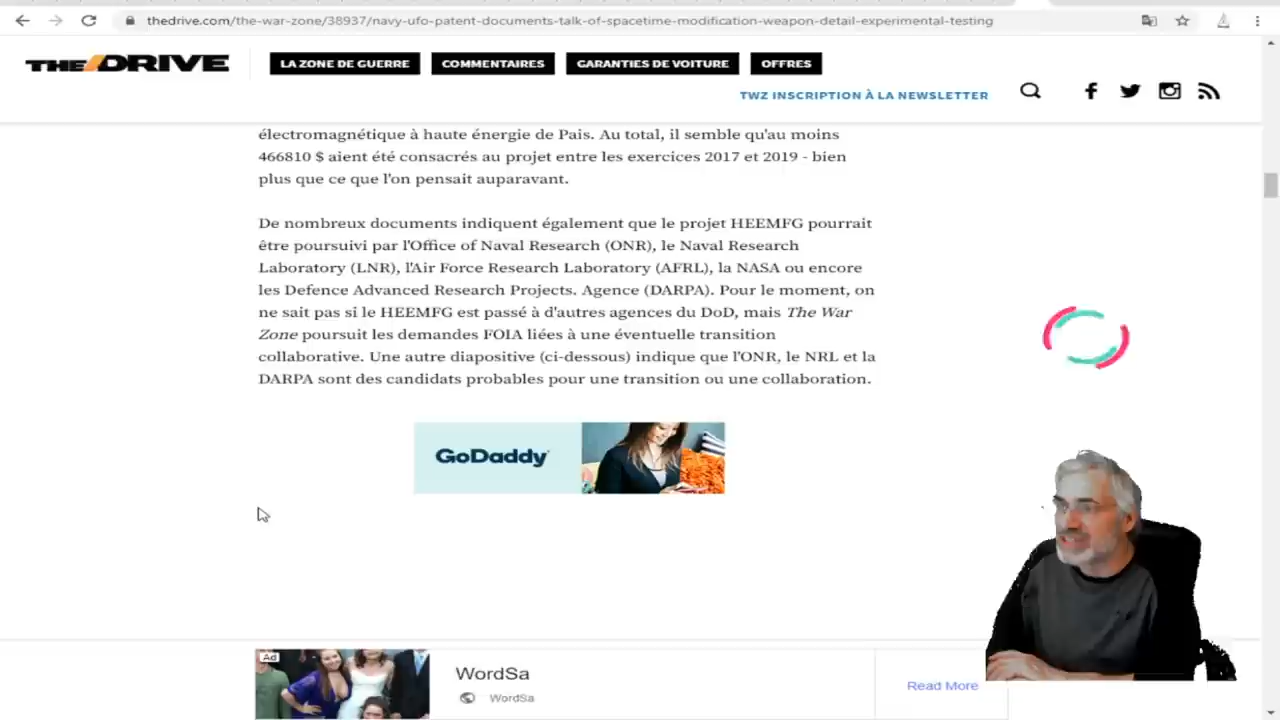 thedrive.com/the-war-zone/38937/navy-ufo-patent-documents-talk-of-spacetime-modification-weapon-detail-experimental-testing
THE/DRIVE
LA ZONE DE GUERRE
COMMENTAIRES
GARANTIES DE VOITURE
OFFRES
TWZ INSCRIPTION À LA NEWSLETTER
électromagnétique à haute énergie de Pais. Au total, il semble qu'au moins
466810 $ aient été consacrés au projet entre les exercices 2017 et 2019 - bien
plus que ce que l'on pensait auparavant.
De nombreux documents indiquent également que le projet HEEMFG pourrait
être poursuivi par l'Office of Naval Research (ONR), le Naval Research
Laboratory (LNR), l'Air Force Research Laboratory (AFRL), la NASA ou encore
les Defence Advanced Research Projects. Agence (DARPA). Pour le moment, on
ne sait pas si le HEEMFG est passé à d'autres agences du DoD, mais The War
Zone poursuit les demandes FOIA liées à une éventuelle transition
collaborative. Une autre diapositive (ci-dessous) indique que l'ONR, le NRL et la
DARPA sont des candidats probables pour une transition ou une collaboration.
GoDaddy
Ad
WordSa
WordSa
Read More